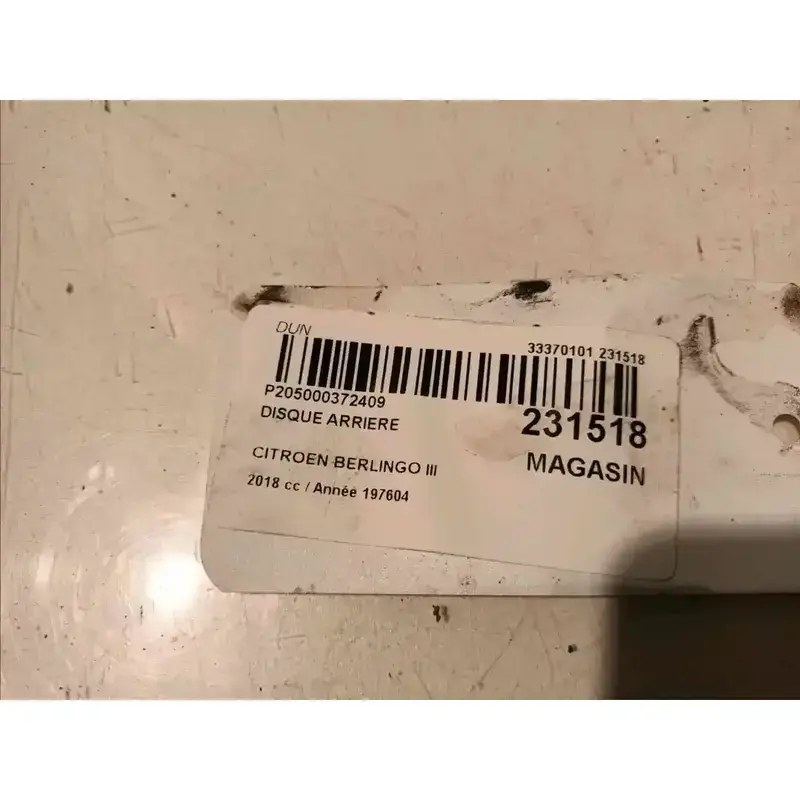 DUN
33370101 231518
P205000372409
DISQUE ARRIERE
231518
CITROEN BERLINGO III
MAGASIN
2018 cc / Année 197604